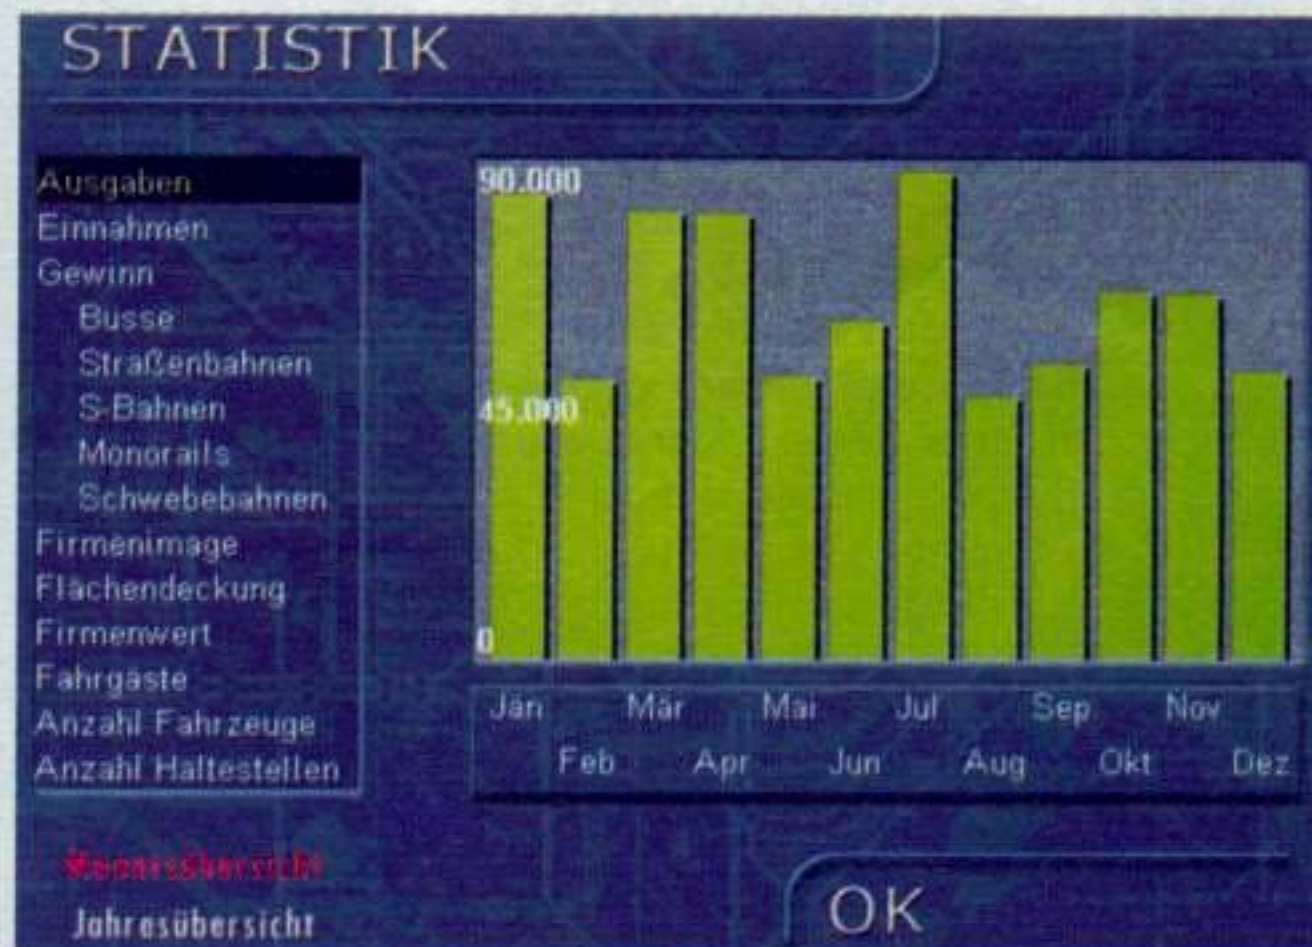 STATISTIK
Ausgaben
Einnahmen
Gewinn
Busse
Straßenbahnen
S-Bahnen
Monorails
Schwebebahnen
Firmenimage
Flächendeckung
Firmenwert
Fahrgäste
Anzahl Fahrzeuge
Anzahl Haltestellen
Monatsübersicht
Jahresübersicht
90.000
45.000
0
Jän Mär Mai Jul Sep Nov
Feb Apr Jun Aug Okt Dez
OK